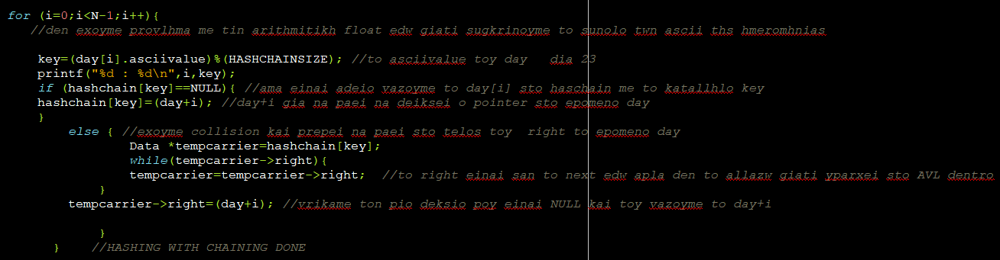 for (i=0;i<N-1;i++){
//den exoyme provlhma me tin arithmitikh float edw giati sugkrinoyme to sunolo twn ascii ths hmeromhnias
key=(day[i].asciivalue)%(HASHCHAINSIZE); //to asciivalue toy day dia 23
printf("%d : %d\n",i,key);
if (hashchain[key]==NULL){ //ama einai adeio vazoyme to day[i] sto haschain me to katallhlo key
hashchain[key]=(day+i); //day+i gia na paei na deiksei o pointer sto epomeno day
}
else { //exoyme collision kai prepei na paei sto telos toy right to epomeno day
Data *tempcarrier=hashchain[key];
while(tempcarrier->right){
tempcarrier=tempcarrier->right; //to right einai san to next edw apla den to allazw giati yparxei sto AVL dentro
}
tempcarrier->right=(day+i); //vrikame ton pio deksio poy einai NULL kai toy vazoyme to day+i
}
} //HASHING WITH CHAINING DONE